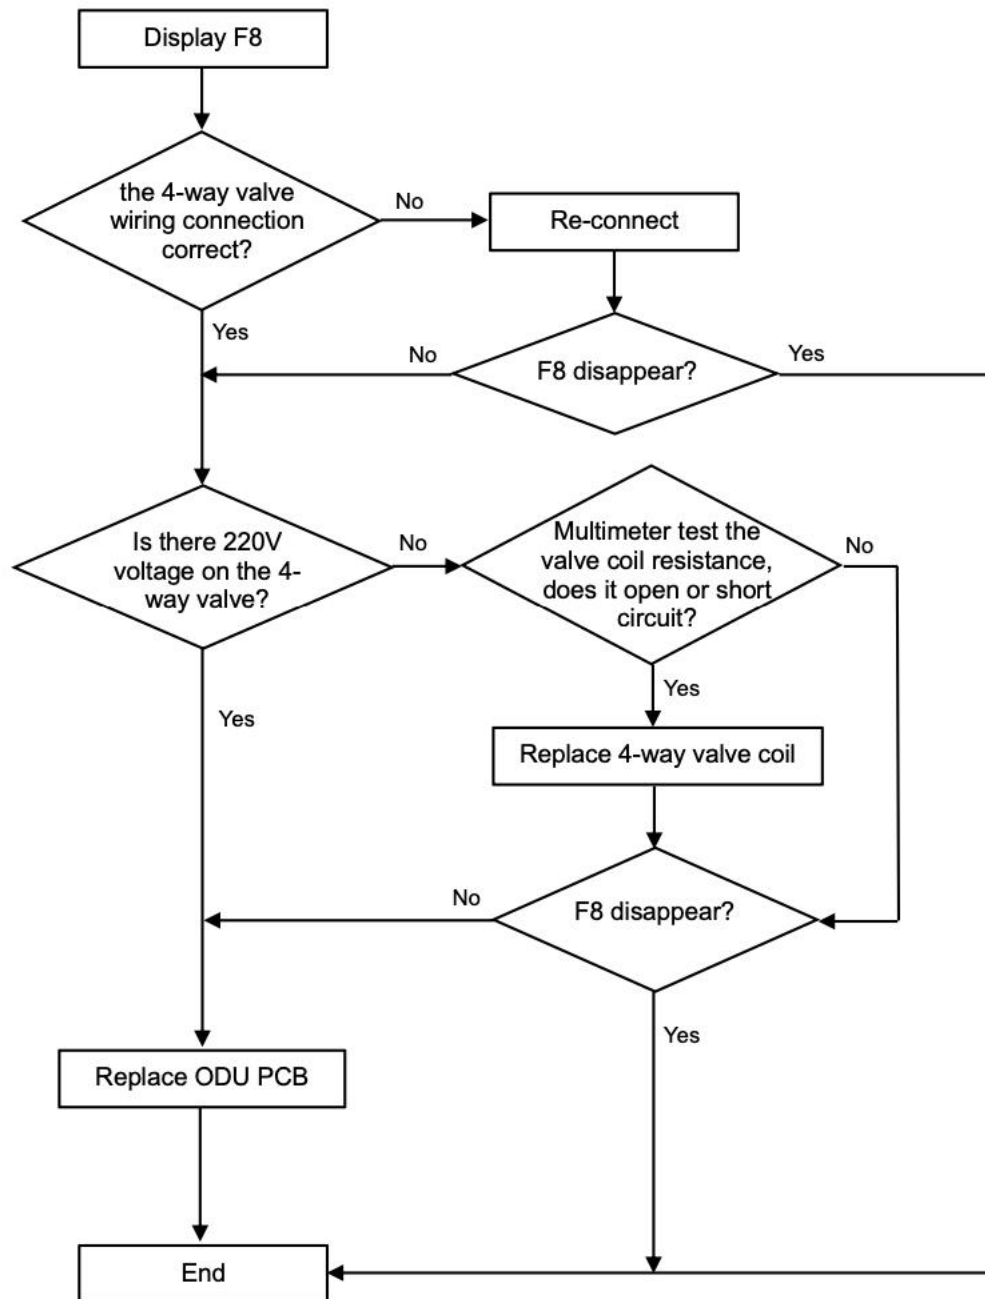 Display F8
the 4-way valve
wiring connection
correct?
No
Re-connect
Yes
No
F8 disappear?
Yes
Is there 220V
voltage on the 4-
way valve?
No
Multimeter test the
valve coil resistance,
does it open or short
circuit?
No
Yes
Yes
Replace 4-way valve coil
No
F8 disappear?
Yes
Replace ODU PCB
End